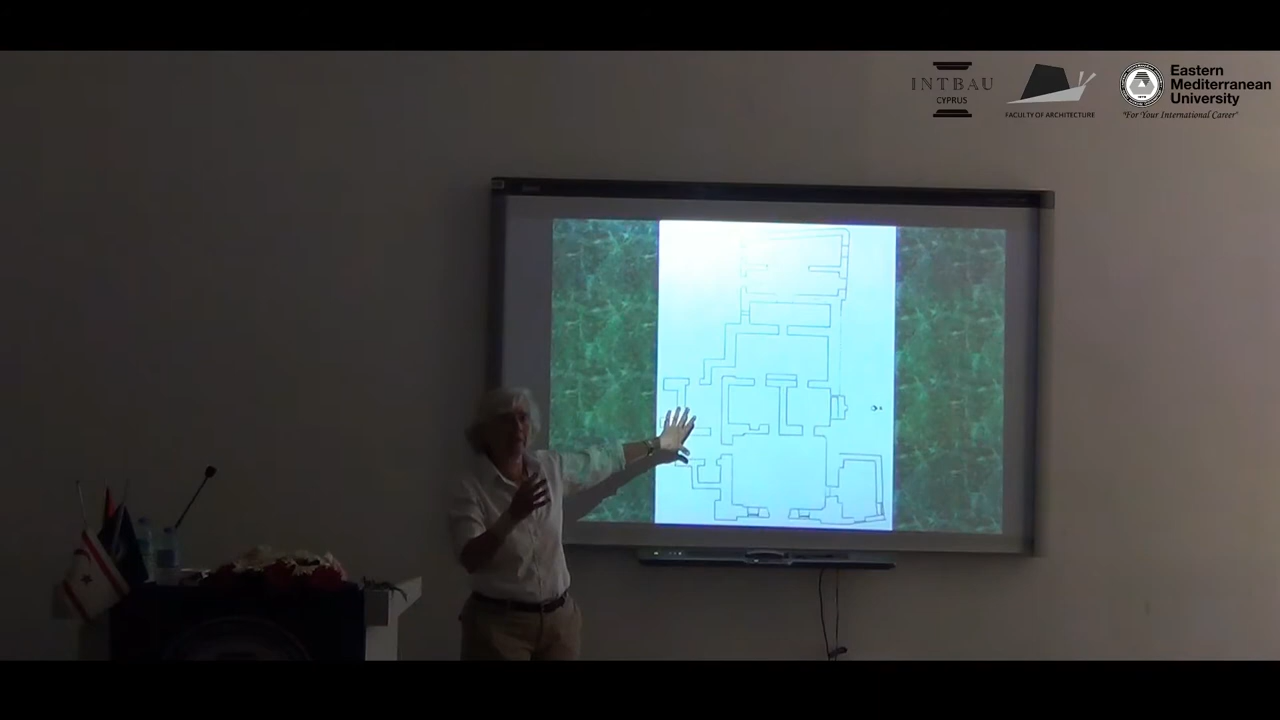 INTBAU
CYPRUS
FACULTY OF ARCHITECTURE
Eastern
Mediterranean
University
"For Your International Career"